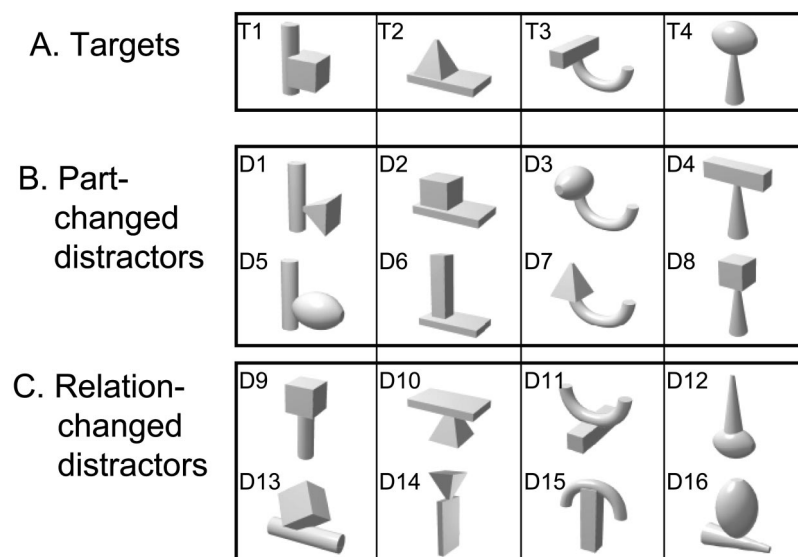 A. Targets
T1 T2 T3 T4
B. Part-
changed
distractors
D1 D2 D3 D4
D5 D6 D7 D8
C. Relation-
changed
distractors
D9 D10 D11 D12
D13 D14 D15 D16